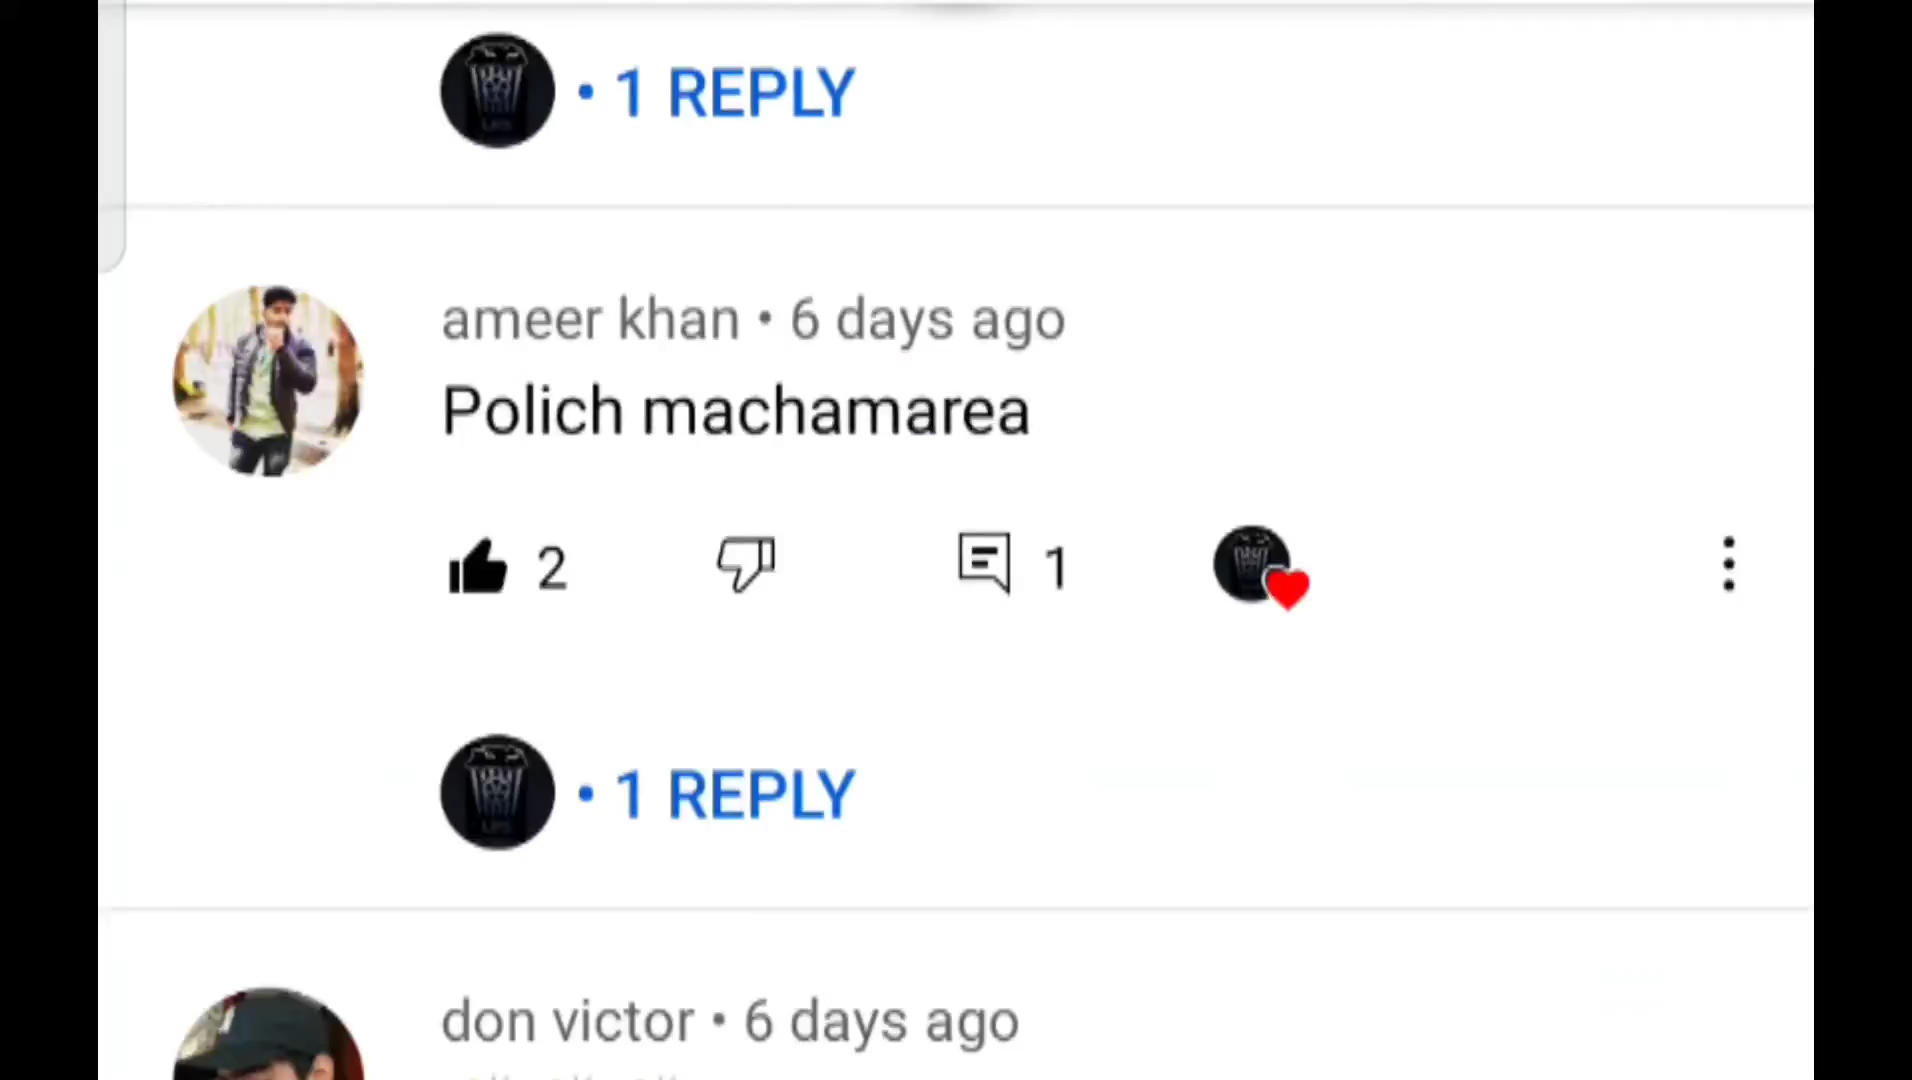 • 1 REPLY
ameer khan • 6 days ago
Polich machamarea
2
1
• 1 REPLY
don victor • 6 days ago